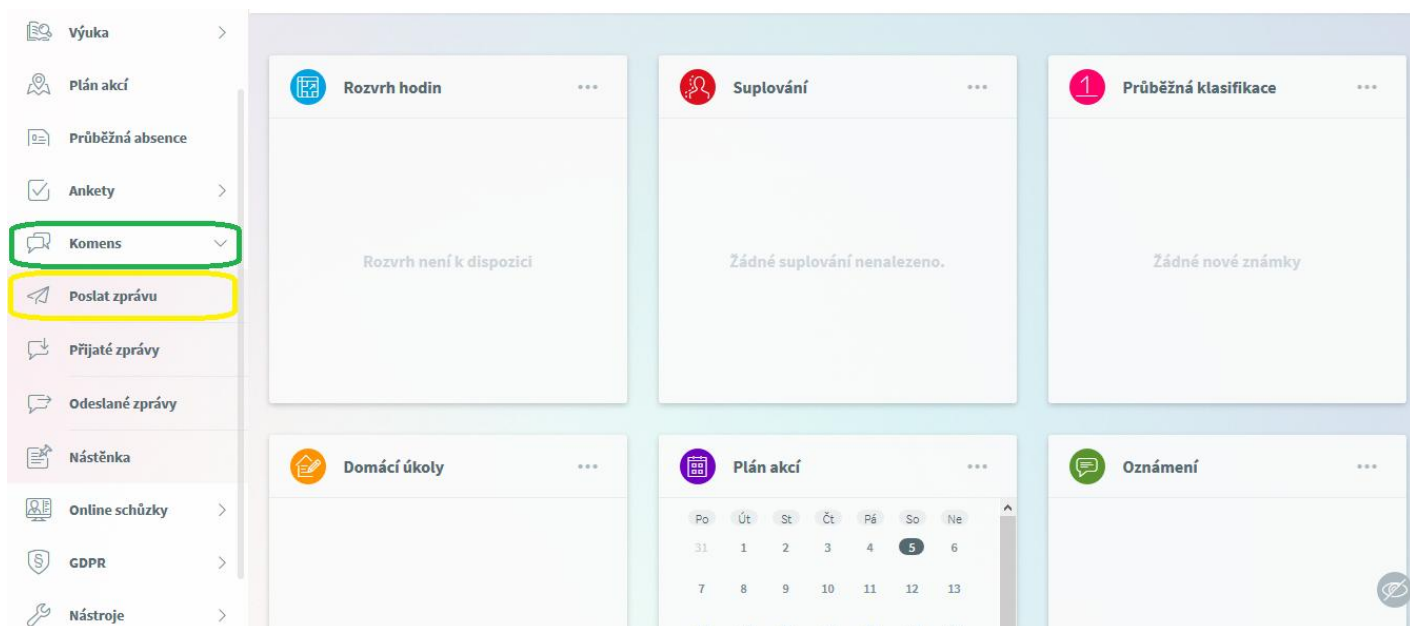 Výuka
Plán akcí
Průběžná absence
Ankety
Komens
Poslat zprávu
Přijaté zprávy
Odeslané zprávy
Nástěnka
Online schůzky
GDPR
Nástroje
Rozvrh hodin
Rozvrh není k dispozici
Suplování
Žádné suplování nenalezeno.
1
Průběžná klasifikace
Žádné nové známky
Domácí úkoly
Plán akcí
Po Út St Čt Pá So Ne
31 1 2 3 4 5 6
7 8 9 10 11 12 13
Oznámení